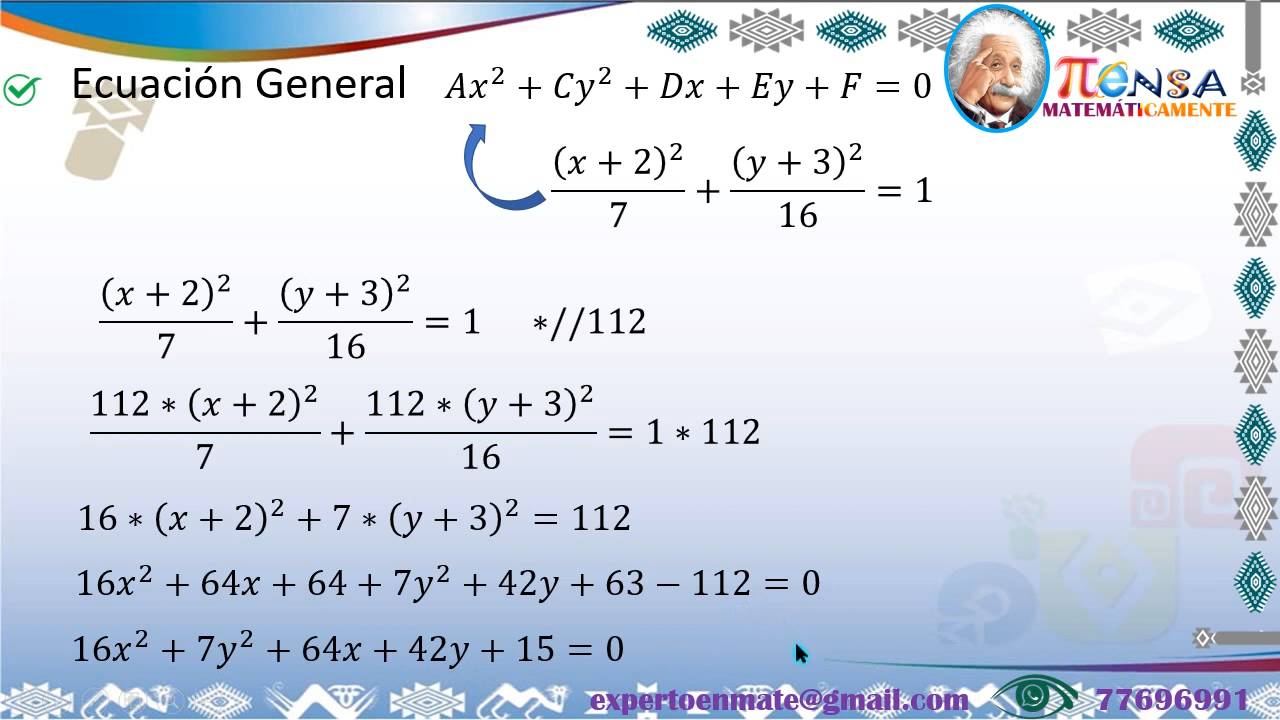 Ecuación General Ax² + Cy² + Dx + Ey + F = 0
πENSA
MATEMÁTICAMENTE
(x + 2)²/7 + (y + 3)²/16 = 1
(x + 2)²/7 + (y + 3)²/16 = 1 ∗//112
112 ∗ (x + 2)²/7 + 112 ∗ (y + 3)²/16 = 1 ∗ 112
16 ∗ (x + 2)² + 7 ∗ (y + 3)² = 112
16x² + 64x + 64 + 7y² + 42y + 63 − 112 = 0
16x² + 7y² + 64x + 42y + 15 = 0
expertoenmate@gmail.com 77696991